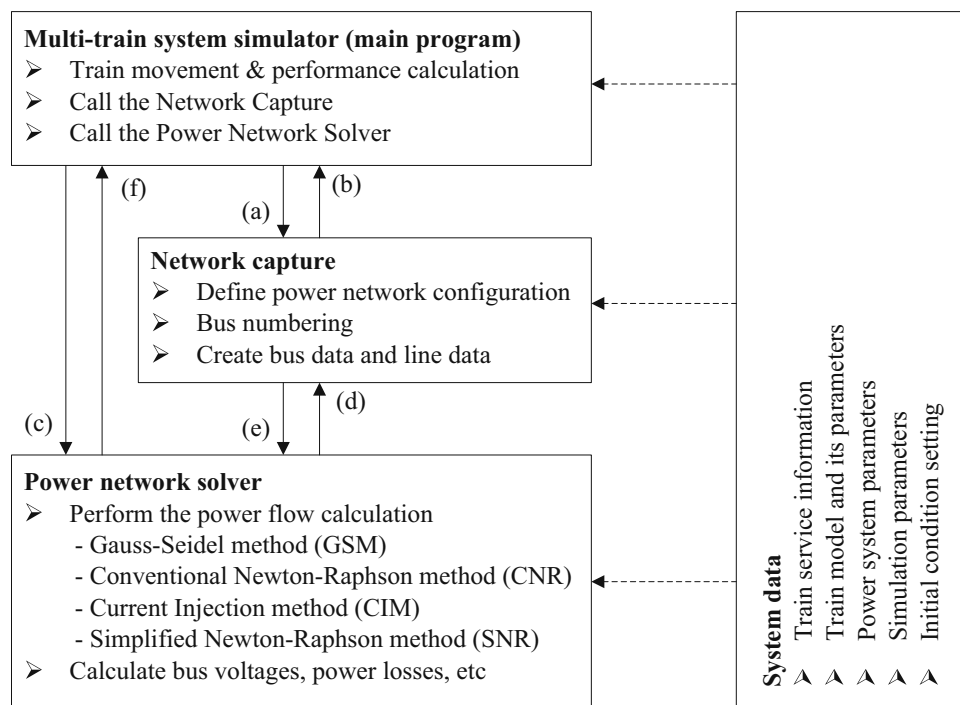 Multi-train system simulator (main program)
➢ Train movement & performance calculation
➢ Call the Network Capture
➢ Call the Power Network Solver
(f)
(b)
(a)
Network capture
➢ Define power network configuration
➢ Bus numbering
➢ Create bus data and line data
(c)
(e)
(d)
Power network solver
➢ Perform the power flow calculation
- Gauss-Seidel method (GSM)
- Conventional Newton-Raphson method (CNR)
- Current Injection method (CIM)
- Simplified Newton-Raphson method (SNR)
➢ Calculate bus voltages, power losses, etc
System data
➢ Train service information
➢ Train model and its parameters
➢ Power system parameters
➢ Simulation parameters
➢ Initial condition setting